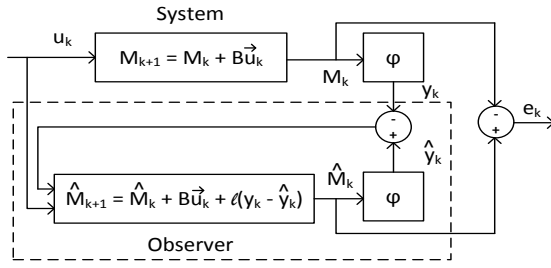 System
u_k
M_{k+1} = M_k + Bu⃗_k
M_k
φ
y_k
-
+
-
+
e_k
ŷ_k
M̂_k
M̂_{k+1} = M̂_k + Bu⃗_k + ℓ(y_k - ŷ_k)
φ
Observer